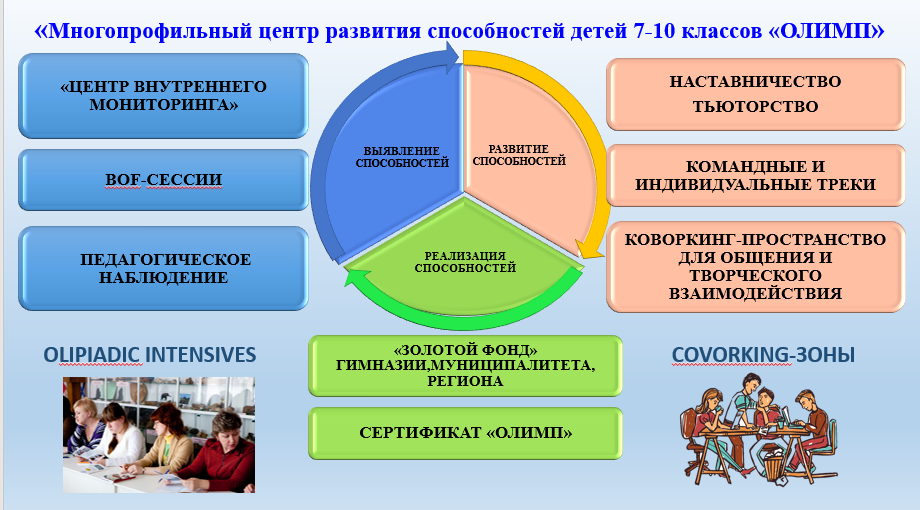 «Многопрофильный центр развития способностей детей 7-10 классов «ОЛИМП»
«ЦЕНТР ВНУТРЕННЕГО
МОНИТОРИНГА»
BOF-СЕССИИ
ПЕДАГОГИЧЕСКОЕ
НАБЛЮДЕНИЕ
ВЫЯВЛЕНИЕ
СПОСОБНОСТЕЙ
РАЗВИТИЕ
СПОСОБНОСТЕЙ
РЕАЛИЗАЦИЯ
СПОСОБНОСТЕЙ
НАСТАВНИЧЕСТВО
ТЬЮТОРСТВО
КОМАНДНЫЕ И
ИНДИВИДУАЛЬНЫЕ ТРЕКИ
КОВОРКИНГ-ПРОСТРАНСТВО
ДЛЯ ОБЩЕНИЯ И
ТВОРЧЕСКОГО
ВЗАИМОДЕЙСТВИЯ
OLIPIADIC INTENSIVES
«ЗОЛОТОЙ ФОНД»
ГИМНАЗИИ,МУНИЦИПАЛИТЕТА,
РЕГИОНА
СЕРТИФИКАТ «ОЛИМП»
COVORKING-ЗОНЫ